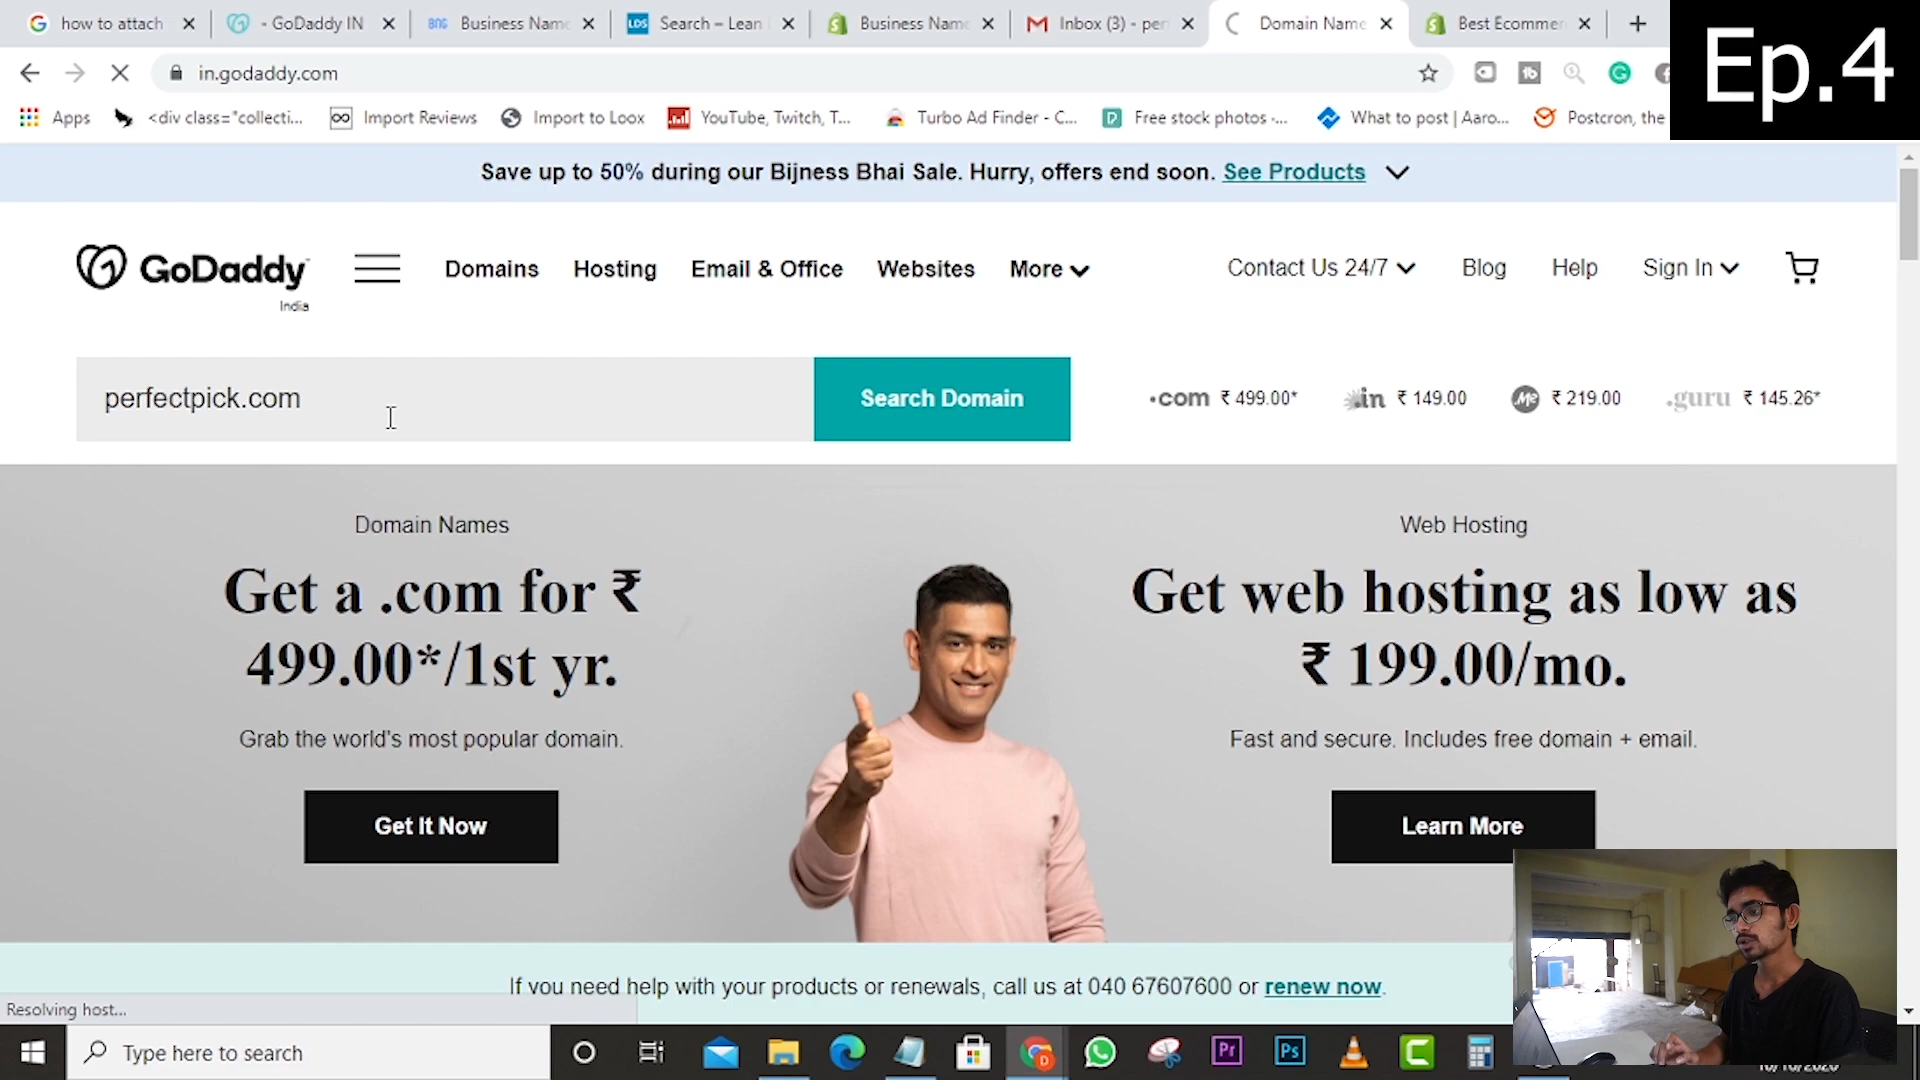 how to attach
- GoDaddy IN
BNG
Business Name
LDS
Search – Lean
Business Name
Inbox (3) - per
Domain Name
Best Ecommer
Ep.4
in.godaddy.com
Apps
<div class="collecti...
Import Reviews
Import to Loox
YouTube, Twitch, T...
Turbo Ad Finder - C...
Free stock photos -...
What to post | Aaro...
Postcron, the
Save up to 50% during our Bijness Bhai Sale. Hurry, offers end soon. See Products
GoDaddy
India
Domains
Hosting
Email & Office
Websites
More
Contact Us 24/7
Blog
Help
Sign In
perfectpick.com
Search Domain
.com ₹ 499.00*
.in ₹ 149.00
Me ₹ 219.00
.guru ₹ 145.26*
Domain Names
Get a .com for ₹
499.00*/1st yr.
Grab the world's most popular domain.
Get It Now
Web Hosting
Get web hosting as low as
₹ 199.00/mo.
Fast and secure. Includes free domain + email.
Learn More
If you need help with your products or renewals, call us at 040 67607600 or renew now.
Resolving host...
Type here to search
Pr
Ps